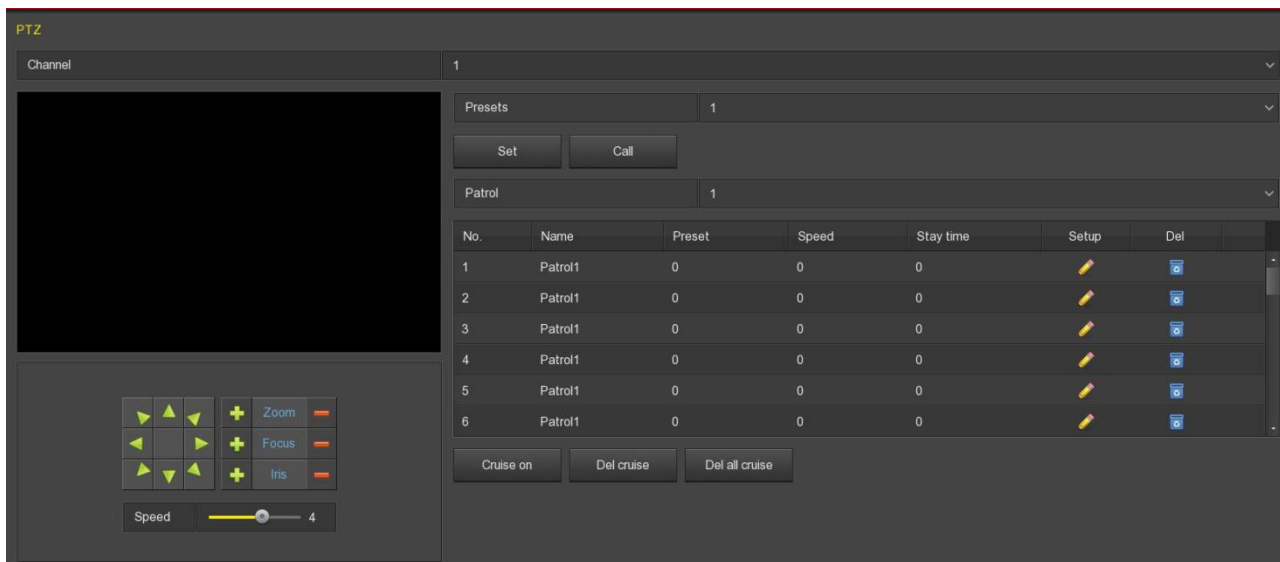 PTZ
Channel 1
Presets 1
Set Call
Patrol 1
No. Name Preset Speed Stay time Setup Del
1 Patrol1 0 0 0
2 Patrol1 0 0 0
3 Patrol1 0 0 0
4 Patrol1 0 0 0
5 Patrol1 0 0 0
6 Patrol1 0 0 0
Cruise on Del cruise Del all cruise
Zoom
Focus
Iris
Speed 4